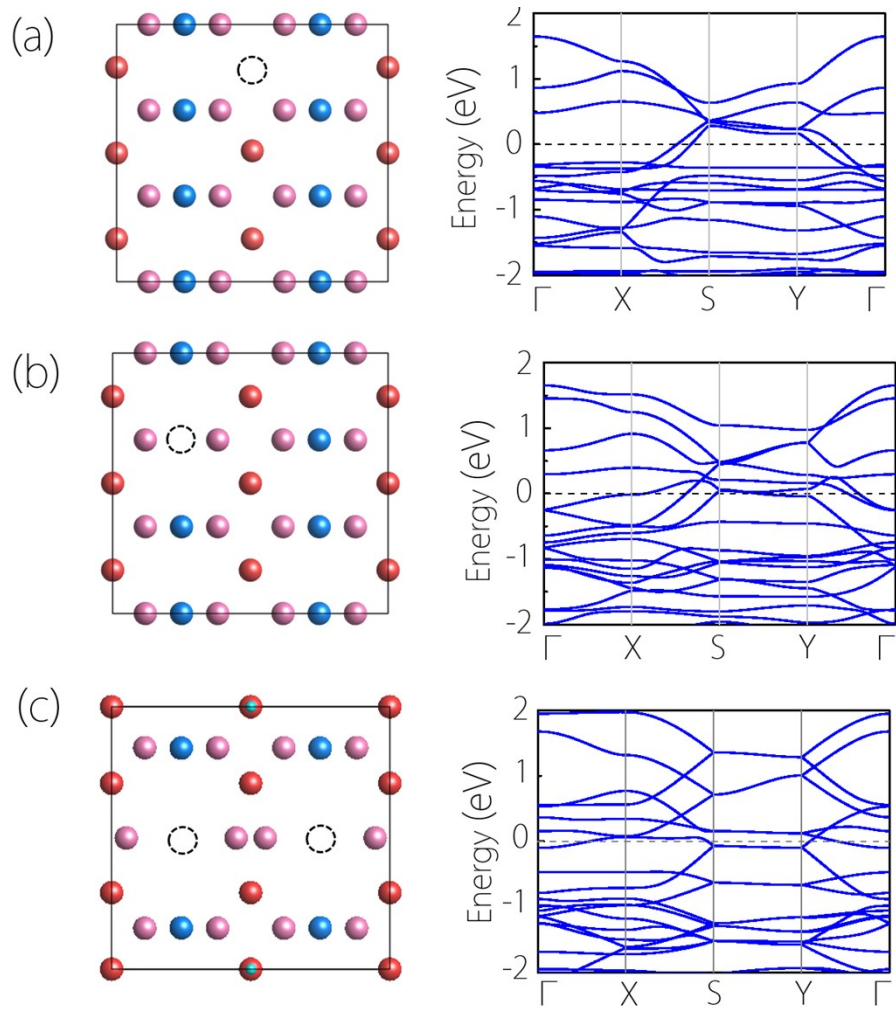 (a)
Energy (eV)
2
1
0
-1
-2
Γ X S Y Γ
(b)
Energy (eV)
2
1
0
-1
-2
Γ X S Y Γ
(c)
Energy (eV)
2
1
0
-1
-2
Γ X S Y Γ